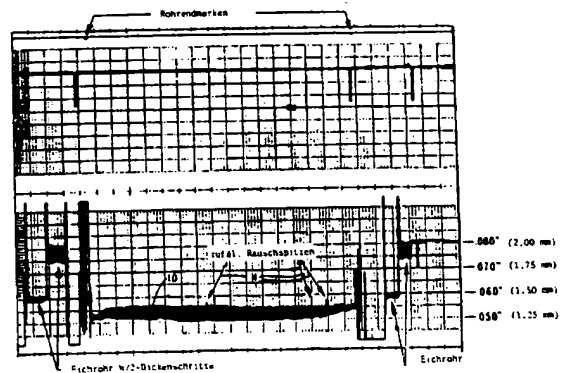 Rohrendmarken
zufäl. Rauschspitzen
ID
.080" (2.00 mm)
.070" (1.75 mm)
.060" (1.50 mm)
.050" (1.25 mm)
Eichrohr
Eichrohr W/2-Dickenschritte